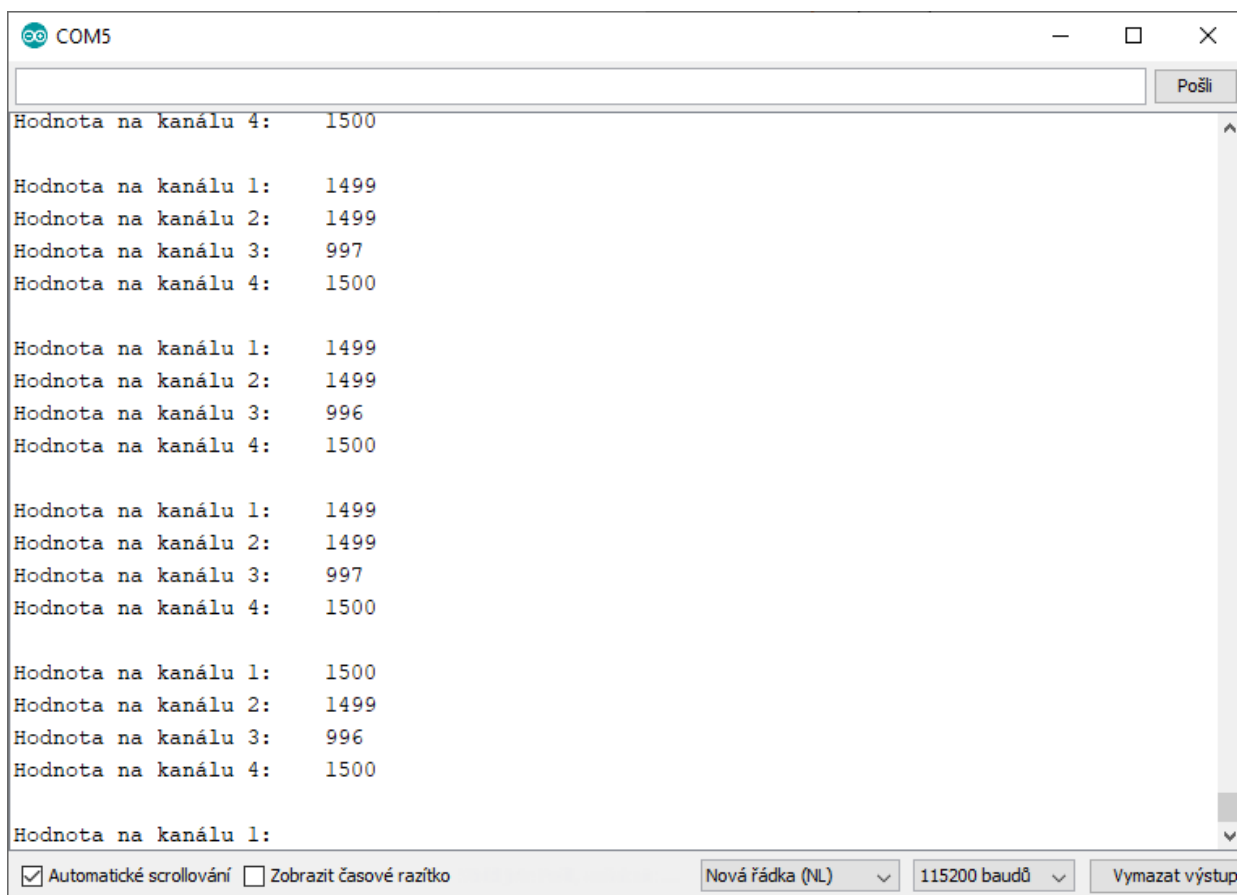 COM5
Pošli
Hodnota na kanálu 4: 1500
Hodnota na kanálu 1: 1499
Hodnota na kanálu 2: 1499
Hodnota na kanálu 3: 997
Hodnota na kanálu 4: 1500
Hodnota na kanálu 1: 1499
Hodnota na kanálu 2: 1499
Hodnota na kanálu 3: 996
Hodnota na kanálu 4: 1500
Hodnota na kanálu 1: 1499
Hodnota na kanálu 2: 1499
Hodnota na kanálu 3: 997
Hodnota na kanálu 4: 1500
Hodnota na kanálu 1: 1500
Hodnota na kanálu 2: 1499
Hodnota na kanálu 3: 996
Hodnota na kanálu 4: 1500
Hodnota na kanálu 1:
Automatické scrollování Zobrazit časové razítko Nová řádka (NL) 115200 baudů Vymazat výstup